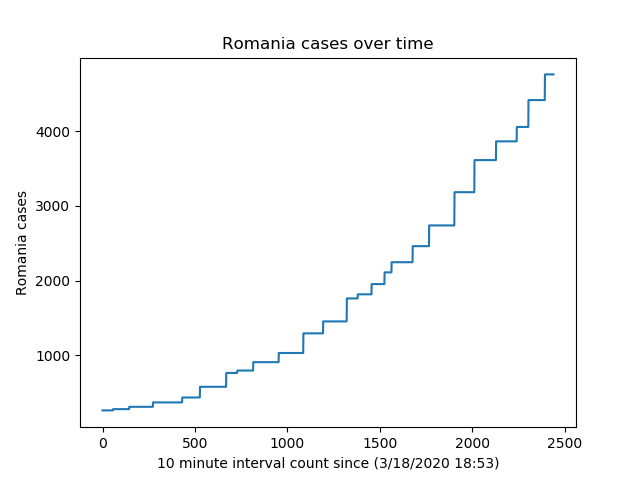 Romania cases over time
4000
3000
2000
1000
Romania cases
0 500 1000 1500 2000 2500
10 minute interval count since (3/18/2020 18:53)